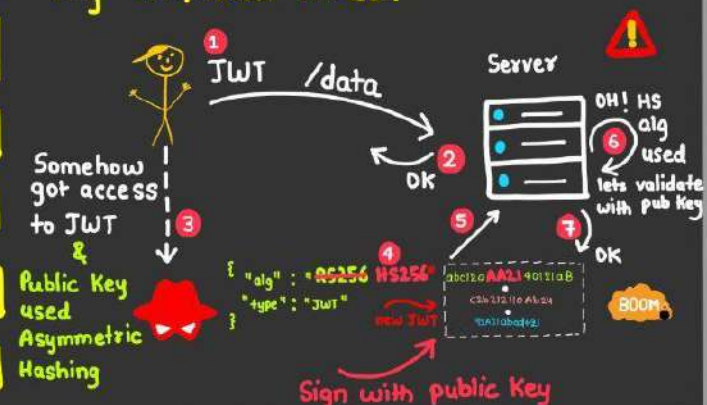 1
JWT /data
Server
OH! HS
alg
6
used
lets validate
with pub key
2
OK
Somehow
got access
to JWT
&
3
Public Key
used
Asymmetric
Hashing
4
5
7
OK
{
"alg" : "RS256 HS256"
"type" : "JWT"
}
new JWT
BOOM
Sign with public Key